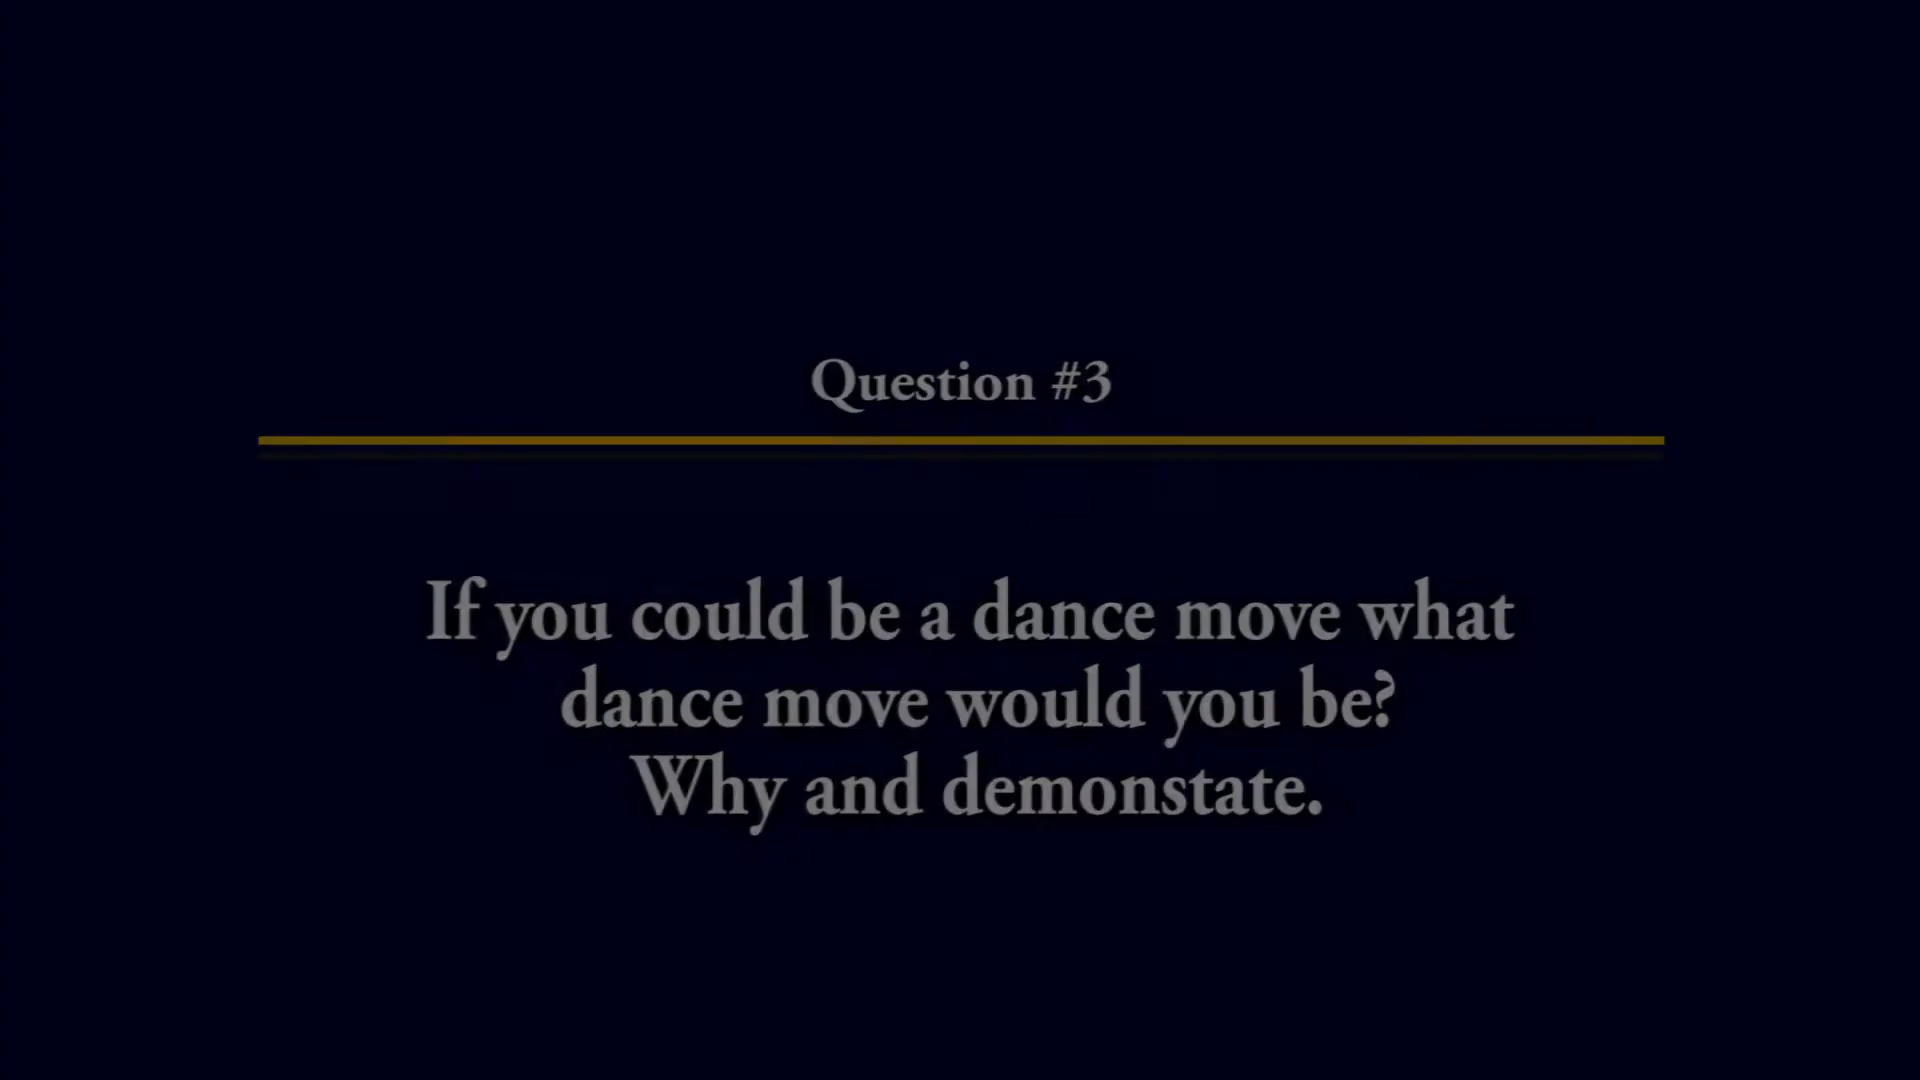 Question #3
If you could be a dance move what
dance move would you be?
Why and demonstate.